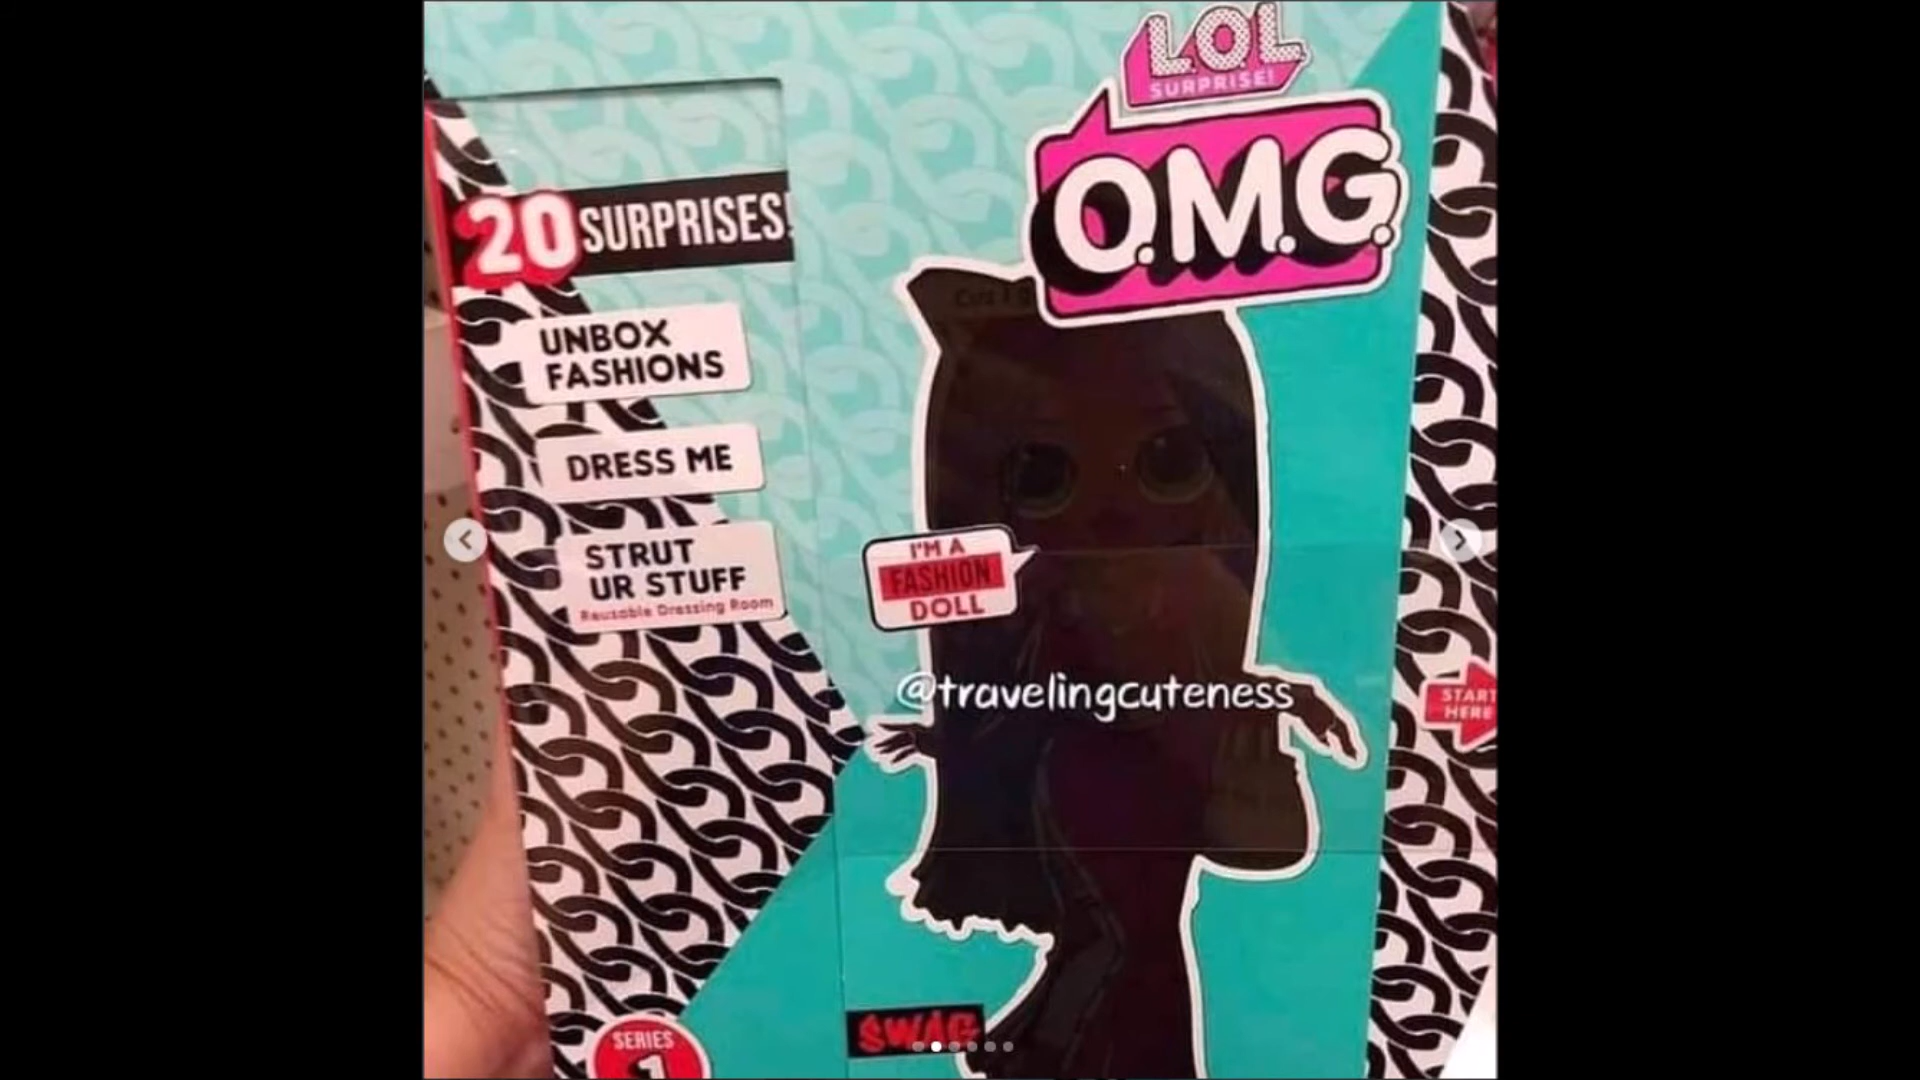 L.O.L.
SURPRISE!
O.M.G.
20 SURPRISES!
UNBOX
FASHIONS
DRESS ME
STRUT
UR STUFF
Reusable Dressing Room
I'M A
FASHION
DOLL
@travelingcuteness
START
HERE
SWAG
SERIES
1